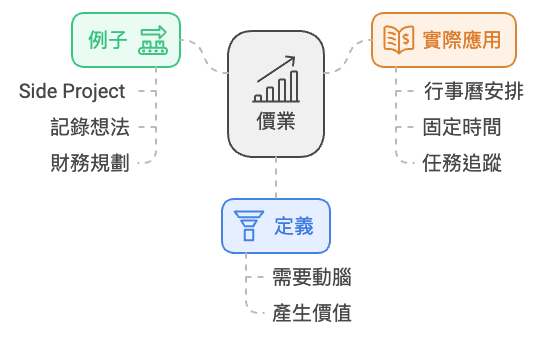 例子
Side Project
記錄想法
財務規劃
價業
實際應用
行事曆安排
固定時間
任務追蹤
定義
需要動腦
產生價值